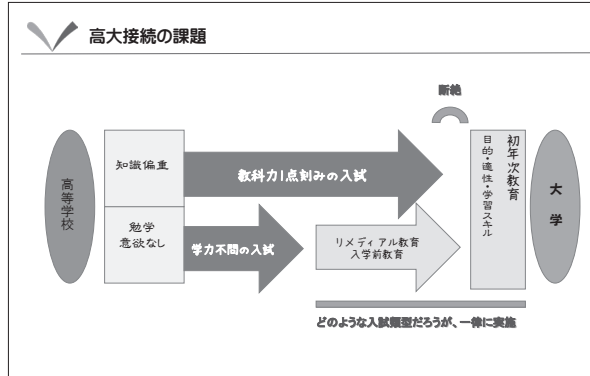 高大接続の課題
断絶
高等学校
知識偏重
勉学
意欲なし
教科力1点刻みの入試
学力不問の入試
リメディアル教育
入学前教育
初年次教育
目的・適性・学習スキル
大学
どのような入試類型だろうが、一律に実施